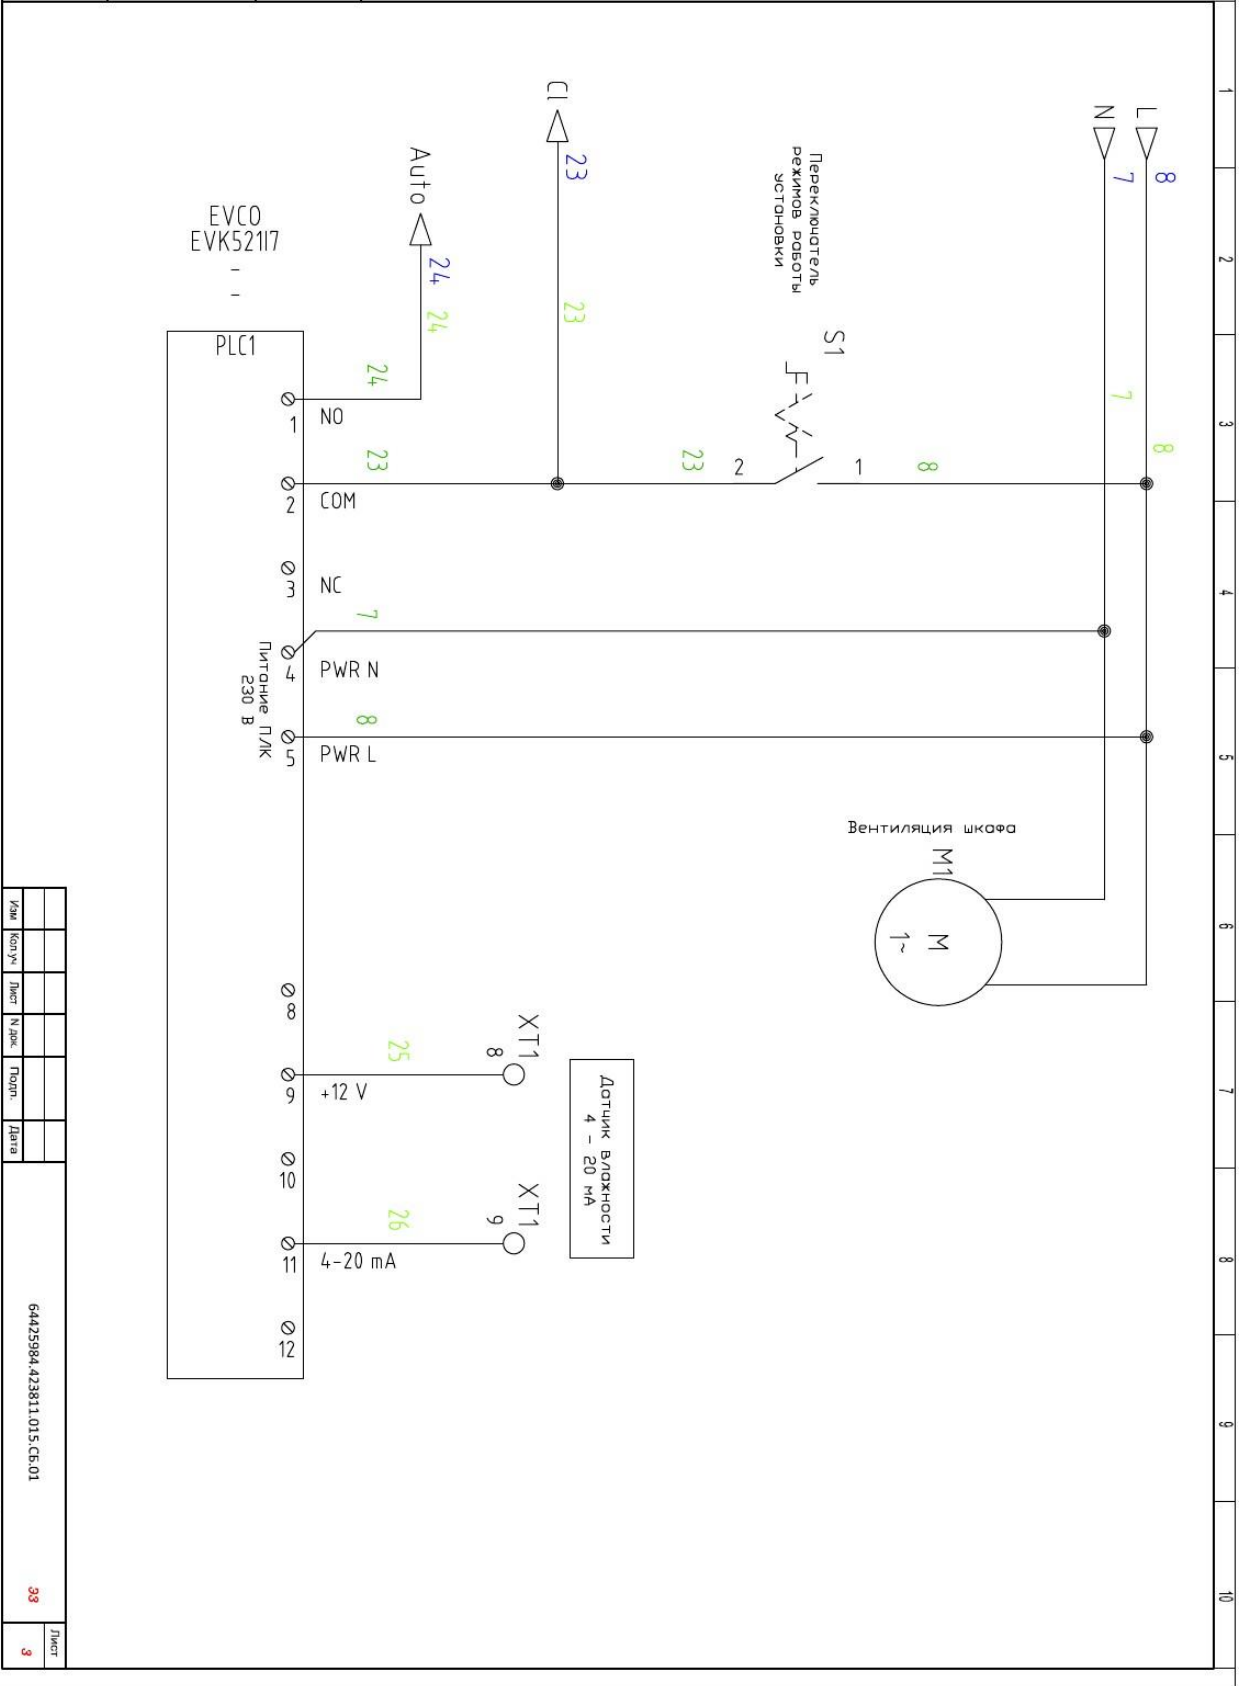 1
2
3
4
5
6
7
8
9
10
L
8
8
N
7
7
Переключатель
режимов работы
установки
S1
1
2
8
23
Cl
23
23
Auto
24
24
24
23
7
8
EVCO
EVK521I7
-
-
PLC1
1
NO
2
COM
3
NC
4
PWR N
5
PWR L
Питание ПЛК
230 В
8
9
+12 V
10
11
4-20 mA
12
Вентиляция шкафа
M1
M
1~
25
XT1
8
26
XT1
9
Датчик влажности
4 - 20 мА
Изм
Кол.уч
Лист
N док.
Подп.
Дата
64425984.423811.015.СБ.01
Э3
Лист
3